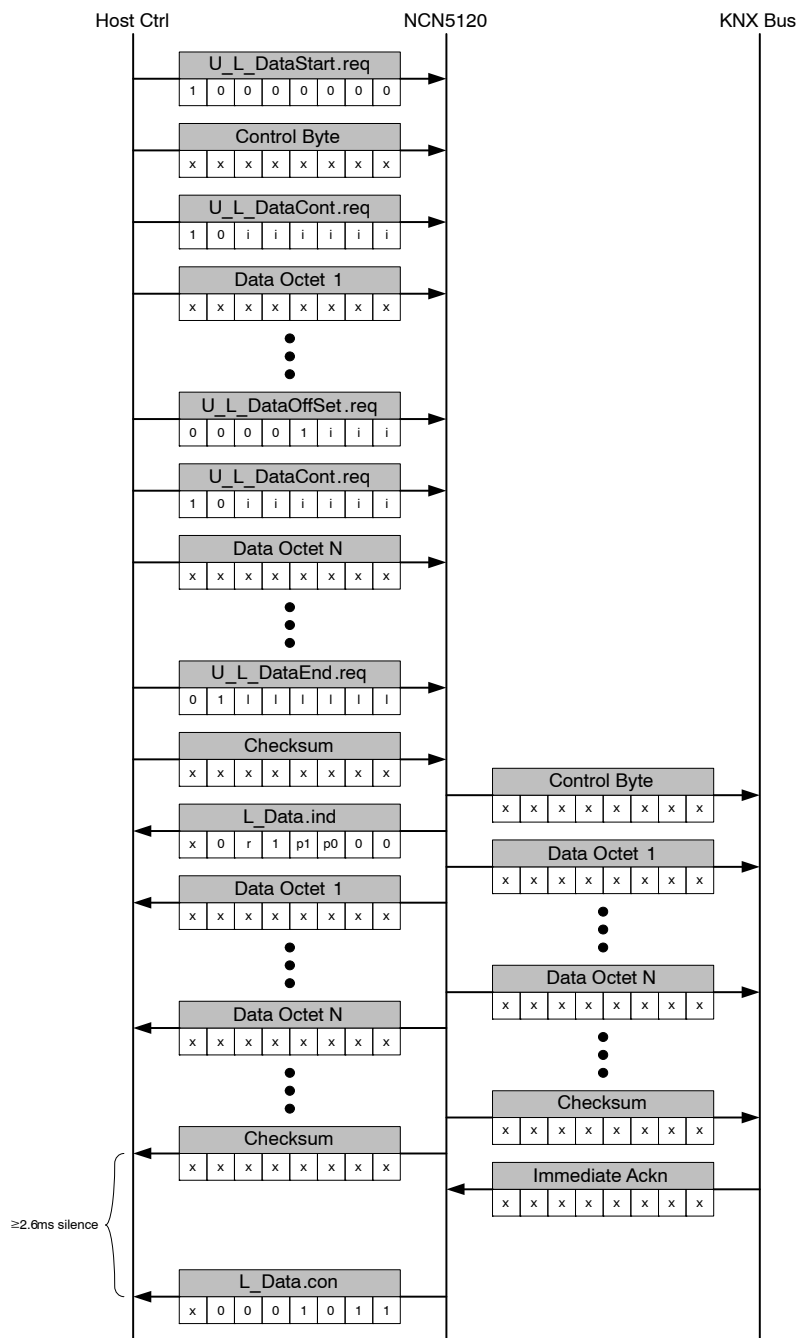 Host Ctrl NCN5120 KNX Bus
U_L_DataStart.req
1 0 0 0 0 0 0 0
Control Byte
x x x x x x x x
U_L_DataCont.req
1 0 i i i i i i
Data Octet 1
x x x x x x x x
U_L_DataOffSet.req
0 0 0 0 1 i i i
U_L_DataCont.req
1 0 i i i i i i
Data Octet N
x x x x x x x x
U_L_DataEnd.req
0 1 l l l l l l
Checksum
x x x x x x x x
Control Byte
x x x x x x x x
L_Data.ind
x 0 r 1 p1 p0 0 0
Data Octet 1
x x x x x x x x
Data Octet 1
x x x x x x x x
Data Octet N
x x x x x x x x
Data Octet N
x x x x x x x x
Checksum
x x x x x x x x
Checksum
x x x x x x x x
Immediate Ackn
x x x x x x x x
≥2.6ms silence
L_Data.con
x 0 0 0 1 0 1 1